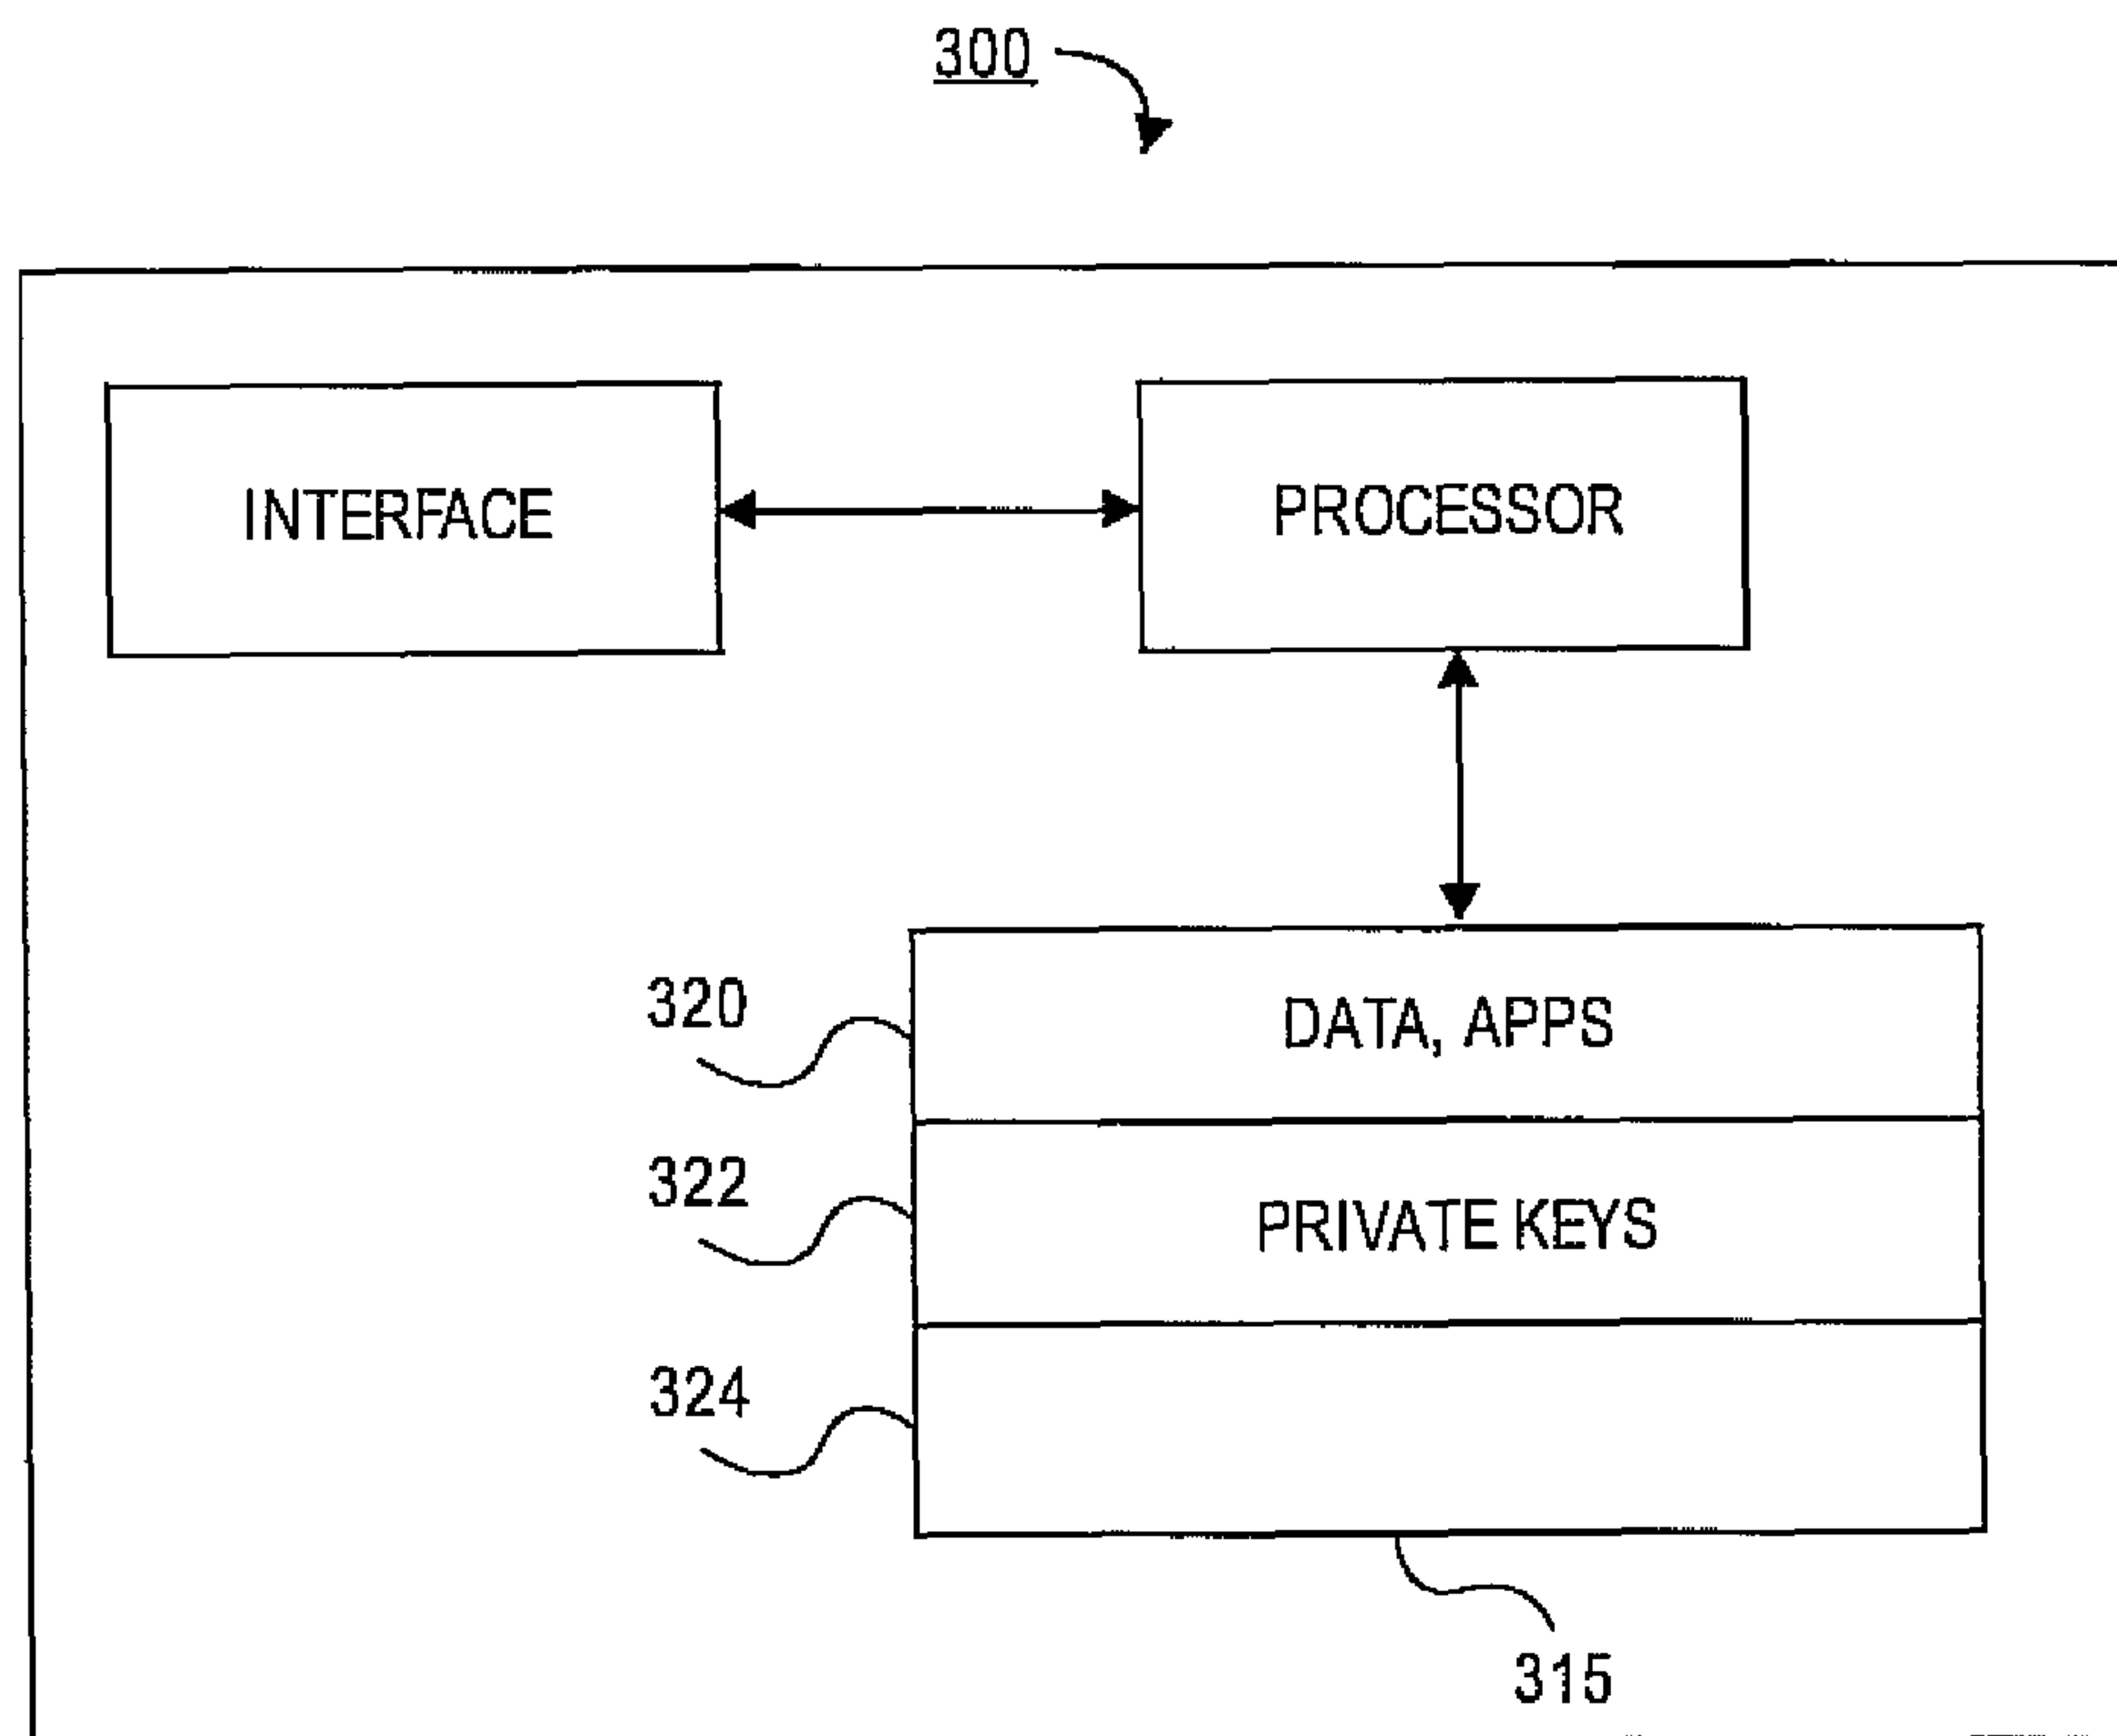 300
INTERFACE
PROCESSOR
320
DATA, APPS
322
PRIVATE KEYS
324
315